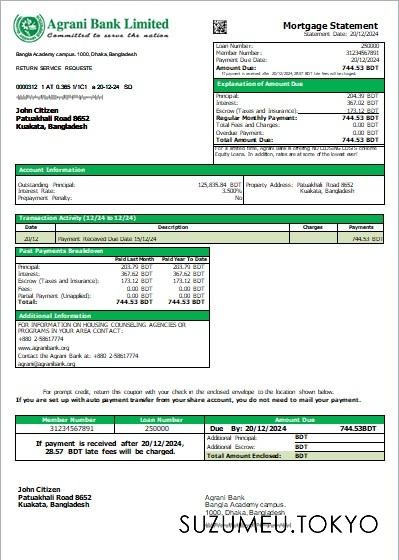 Agrani Bank Limited
Committed to serve the nation
Mortgage Statement
Statement Date: 20/12/2024
Bangla Academy campus. 1000, Dhaka,Bangladesh
RETURN SERVICE REQUESTE
0000312 1 AT 0.365 1/1C1 a 20-12-24 SD
John Citizen
Patuakhali Road 8652
Kuakata, Bangladesh
Loan Number: 250000
Member Number: 31234567891
Payment Due Date: 20/12/2024
Amount Due: 744.53 BDT
If payment is received after 20/12/2024, 28.57 BDT late fee will be charged.
Explanation of Amount Due
Principal: 204.39 BDT
Interest: 367.02 BDT
Escrow (Taxes and Insurance): 173.12 BDT
Regular Monthly Payment: 744.53 BDT
Total Fees and Charges: 0.00 BDT
Overdue Payment: 0.00 BDT
Total Amount Due: 744.53 BDT
For a limited time, Agrani Bank is offering NO CLOSING COSTS on
Equity Loans. In addition, rates are at some of the lowest ever!
Account Information
Outstanding Principal: 125,835.84 BDT
Interest Rate: 3.500%
Prepayment Penalty: No
Property Address: Patuakhali Road 8652
Kuakata, Bangladesh
Transaction Activity (12/24 to 12/24)
Date Description Charges Payments
20/12 Payment Received Due Date 15/12/24 744.53 BDT
Past Payments Breakdown
Paid Last Month Paid Year To Date
Principal: 203.79 BDT 203.79 BDT
Interest: 367.62 BDT 367.62 BDT
Escrow (Taxes and Insurance): 173.12 BDT 173.12 BDT
Fees: 0.00 BDT 0.00 BDT
Partial Payment (Unapplied): 0.00 BDT 0.00 BDT
Total: 744.53 BDT 744.53 BDT
Additional Information
FOR INFORMATION ON HOUSING COUNSELING AGENCIES OR
PROGRAMS IN YOUR AREA CONTACT:
+880 2-58617774
www.agranibank.org
Contact the Agrani Bank at: +880 2-58617774
agrani@agranibank.org
For prompt credit, return this coupon with your check in the enclosed envelope to the location shown below.
If you are set up with auto payment transfer from your share account, you do not need to mail your payment.
Member Number Loan Number Amount Due
31234567891 250000 Due By: 20/12/2024 744.53BDT
If payment is received after 20/12/2024,
28.57 BDT late fees will be charged.
Additional Principal: BDT
Additional Escrow: BDT
Total Amount Enclosed: BDT
John Citizen
Patuakhali Road 8652
Kuakata, Bangladesh
Agrani Bank
Bangla Academy campus.
1000, Dhaka,Bangladesh
SUZUMEU.TOKYO